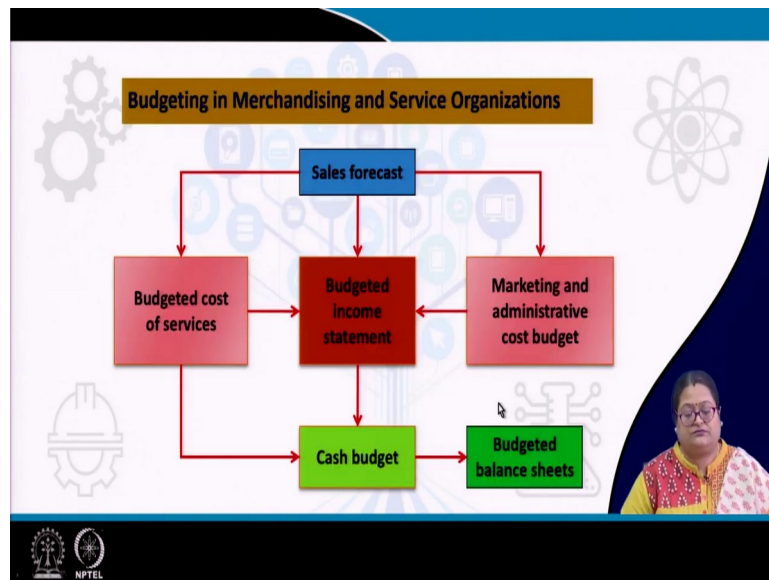 Budgeting in Merchandising and Service Organizations
Sales forecast
Budgeted cost
of services
Budgeted
income
statement
Marketing and
administrative
cost budget
Cash budget
Budgeted
balance sheets
NPTEL